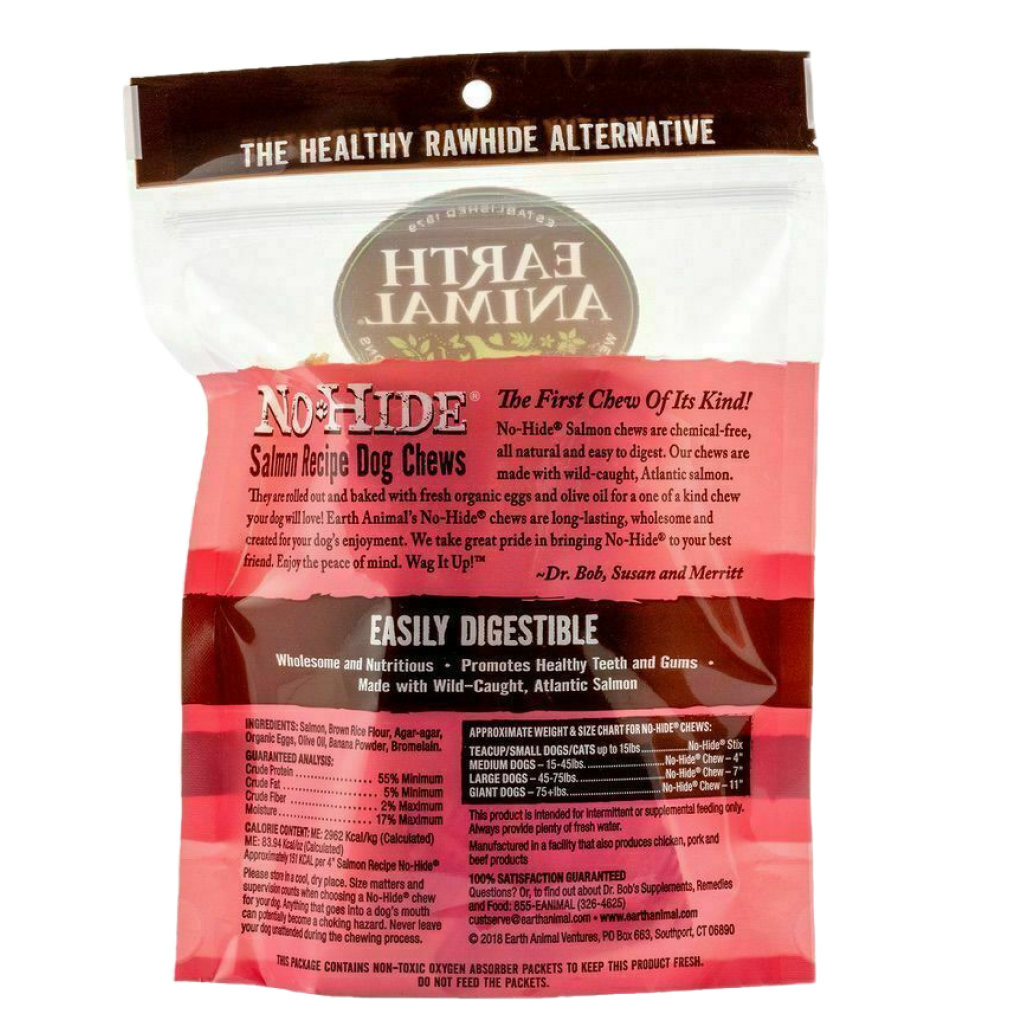 THE HEALTHY RAWHIDE ALTERNATIVE
ESTABLISHED 1979
EARTH
ANIMAL®
NO-HIDE®
Salmon Recipe Dog Chews
The First Chew Of Its Kind!
No-Hide® Salmon chews are chemical-free,
all natural and easy to digest. Our chews are
made with wild-caught, Atlantic salmon.
They are rolled out and baked with fresh organic eggs and olive oil for a one of a kind chew
your dog will love! Earth Animal's No-Hide® chews are long-lasting, wholesome and
created for your dog's enjoyment. We take great pride in bringing No-Hide® to your best
friend. Enjoy the peace of mind. Wag It Up!™
~Dr. Bob, Susan and Merritt
EASILY DIGESTIBLE
Wholesome and Nutritious • Promotes Healthy Teeth and Gums •
Made with Wild-Caught, Atlantic Salmon
INGREDIENTS: Salmon, Brown Rice Flour, Agar-agar,
Organic Eggs, Olive Oil, Banana Powder, Bromelain.
GUARANTEED ANALYSIS:
Crude Protein ........................ 55% Minimum
Crude Fat ........................ 5% Minimum
Crude Fiber ........................ 2% Maximum
Moisture ........................ 17% Maximum
CALORIE CONTENT: ME: 2962 Kcal/kg (Calculated)
ME: 83.94 Kcal/oz (Calculated)
Approximately 151 KCAL per 4" Salmon Recipe No-Hide®
Please store in a cool, dry place. Size matters and
supervision counts when choosing a No-Hide® chew
for your dog. Anything that goes into a dog's mouth
can potentially become a choking hazard. Never leave
your dog unattended during the chewing process.
APPROXIMATE WEIGHT & SIZE CHART FOR NO-HIDE® CHEWS:
TEACUP/SMALL DOGS/CATS up to 15lbs. ............ No-Hide® Stix
MEDIUM DOGS – 15-45lbs. ............ No-Hide® Chew – 4"
LARGE DOGS – 45-75lbs. ............ No-Hide® Chew – 7"
GIANT DOGS – 75+lbs. ............ No-Hide® Chew – 11"
This product is intended for intermittent or supplemental feeding only.
Always provide plenty of fresh water.
Manufactured in a facility that also produces chicken, pork and
beef products
100% SATISFACTION GUARANTEED
Questions? Or, to find out about Dr. Bob's Supplements, Remedies
and Food: 855-EANIMAL (326-4625)
custserve@earthanimal.com • www.earthanimal.com
© 2018 Earth Animal Ventures, PO Box 663, Southport, CT 06890
THIS PACKAGE CONTAINS NON-TOXIC OXYGEN ABSORBER PACKETS TO KEEP THIS PRODUCT FRESH.
DO NOT FEED THE PACKETS.